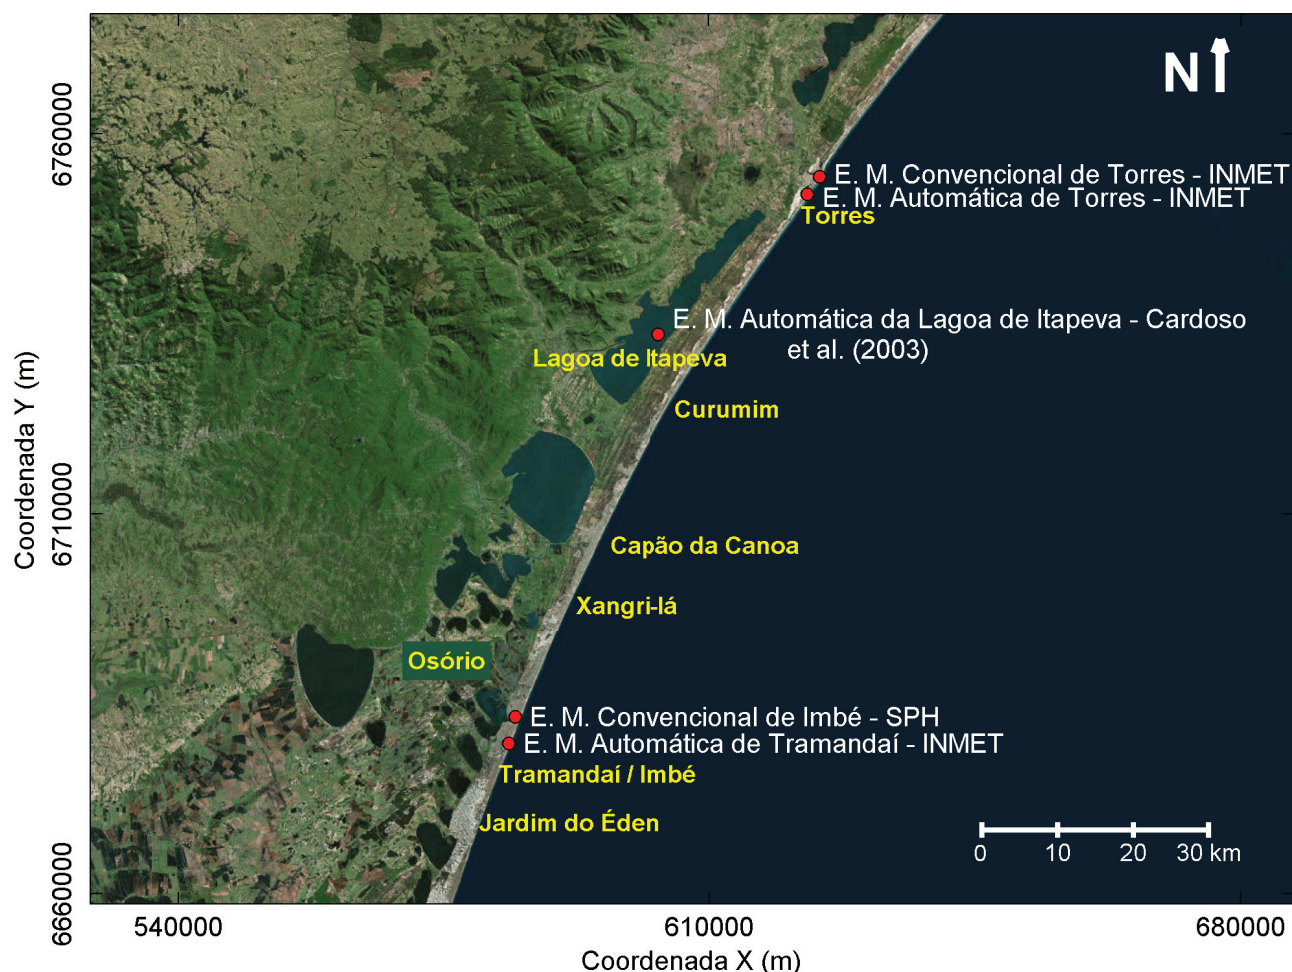 N
6760000
E. M. Convencional de Torres - INMET
E. M. Automática de Torres - INMET
Torres
E. M. Automática da Lagoa de Itapeva - Cardoso
et al. (2003)
Lagoa de Itapeva
Curumim
Coordenada Y (m)
6710000
Capão da Canoa
Xangri-lá
Osório
E. M. Convencional de Imbé - SPH
E. M. Automática de Tramandaí - INMET
Tramandaí / Imbé
Jardim do Éden
0 10 20 30 km
6660000
540000 610000 680000
Coordenada X (m)